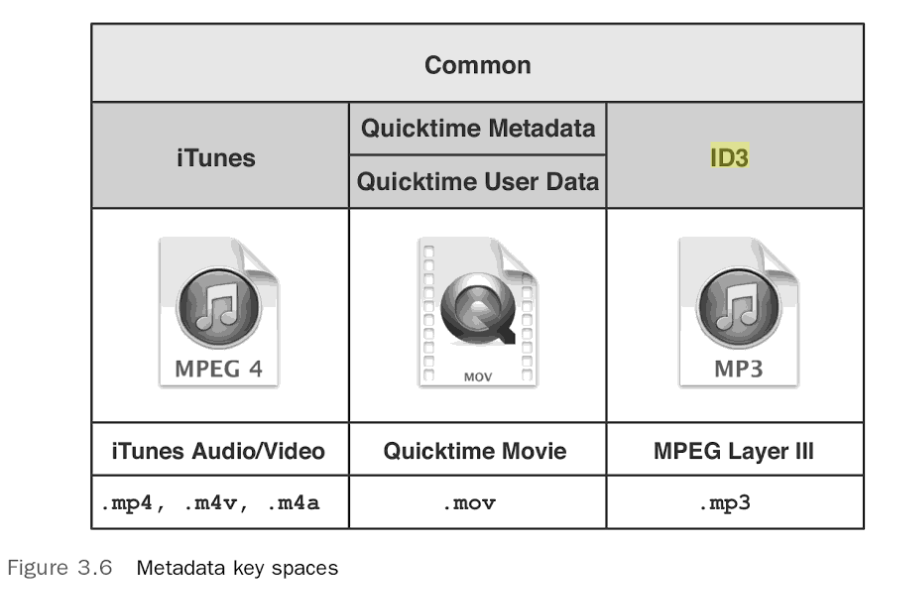 Common
iTunes
Quicktime Metadata
Quicktime User Data
ID3
MPEG 4
MOV
MP3
iTunes Audio/Video
Quicktime Movie
MPEG Layer III
.mp4, .m4v, .m4a
.mov
.mp3
Figure 3.6 Metadata key spaces